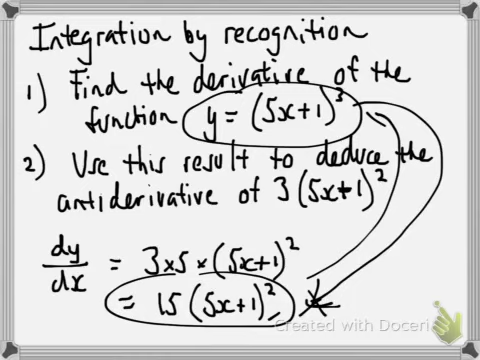 Integration by recognition
1) Find the derivative of the
function y = (5x+1)³
2) Use this result to deduce the
antiderivative of 3(5x+1)²
dy/dx = 3×5×(5x+1)²
= 15(5x+1)²
Created with Doceri